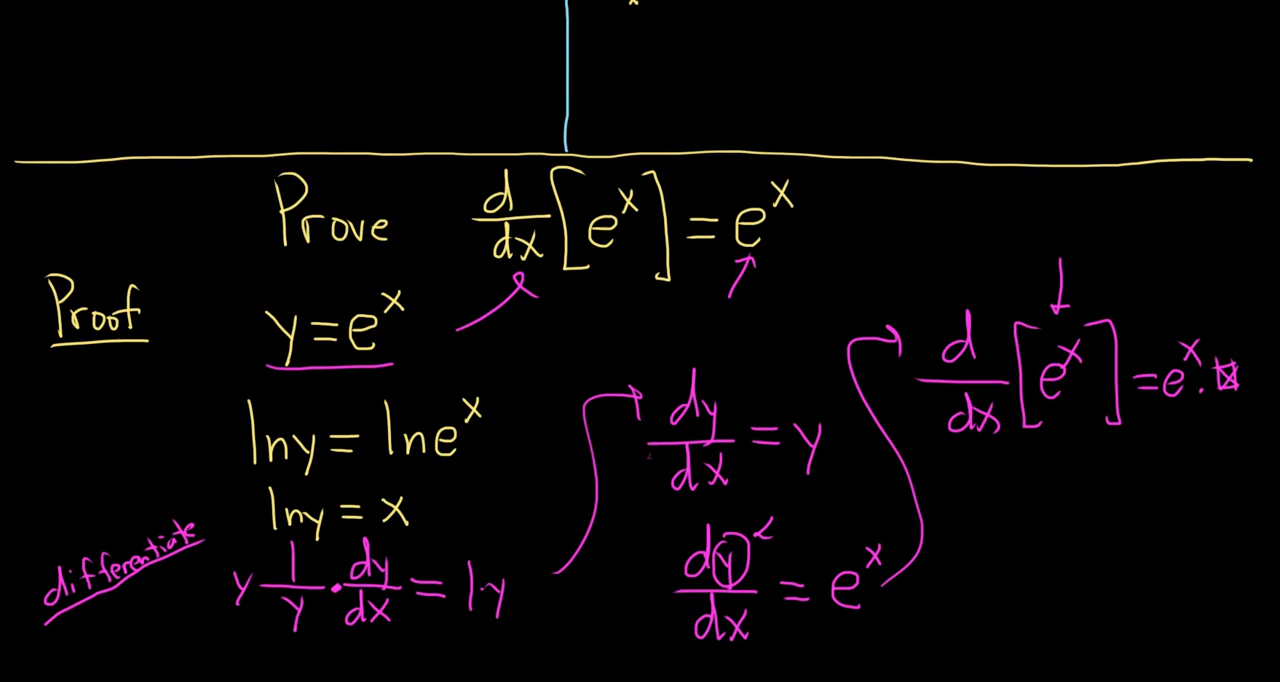 Prove d/dx [e^x] = e^x
Proof
y = e^x
ln y = ln e^x
ln y = x
differentiate
y 1/y · dy/dx = 1·y
dy/dx = y
dy/dx = e^x
d/dx [e^x] = e^x.